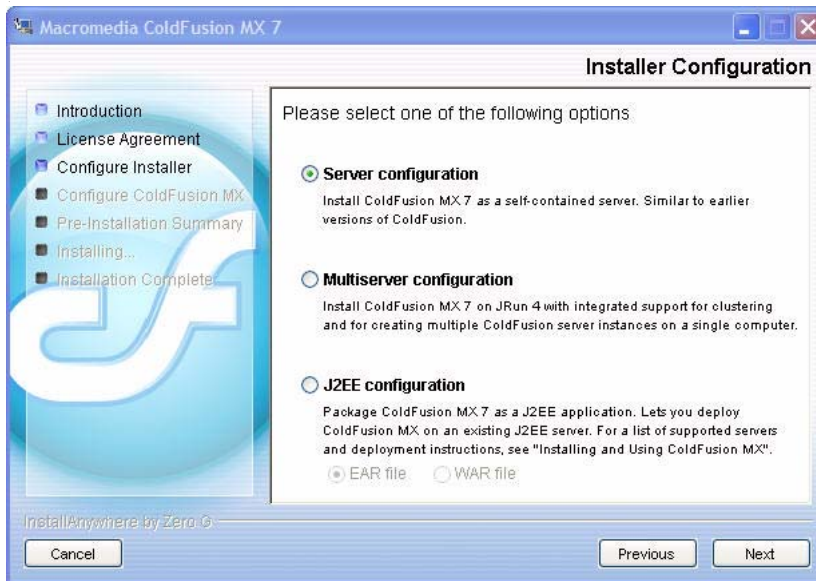 Macromedia ColdFusion MX 7
Installer Configuration
Introduction
License Agreement
Configure Installer
Configure ColdFusion MX
Pre-Installation Summary
Installing...
Installation Complete
Please select one of the following options
Server configuration
Install ColdFusion MX 7 as a self-contained server. Similar to earlier
versions of ColdFusion.
Multiserver configuration
Install ColdFusion MX 7 on JRun 4 with integrated support for clustering
and for creating multiple ColdFusion server instances on a single computer.
J2EE configuration
Package ColdFusion MX 7 as a J2EE application. Lets you deploy
ColdFusion MX on an existing J2EE server. For a list of supported servers
and deployment instructions, see "Installing and Using ColdFusion MX".
EAR file WAR file
InstallAnywhere by Zero G
Cancel Previous Next